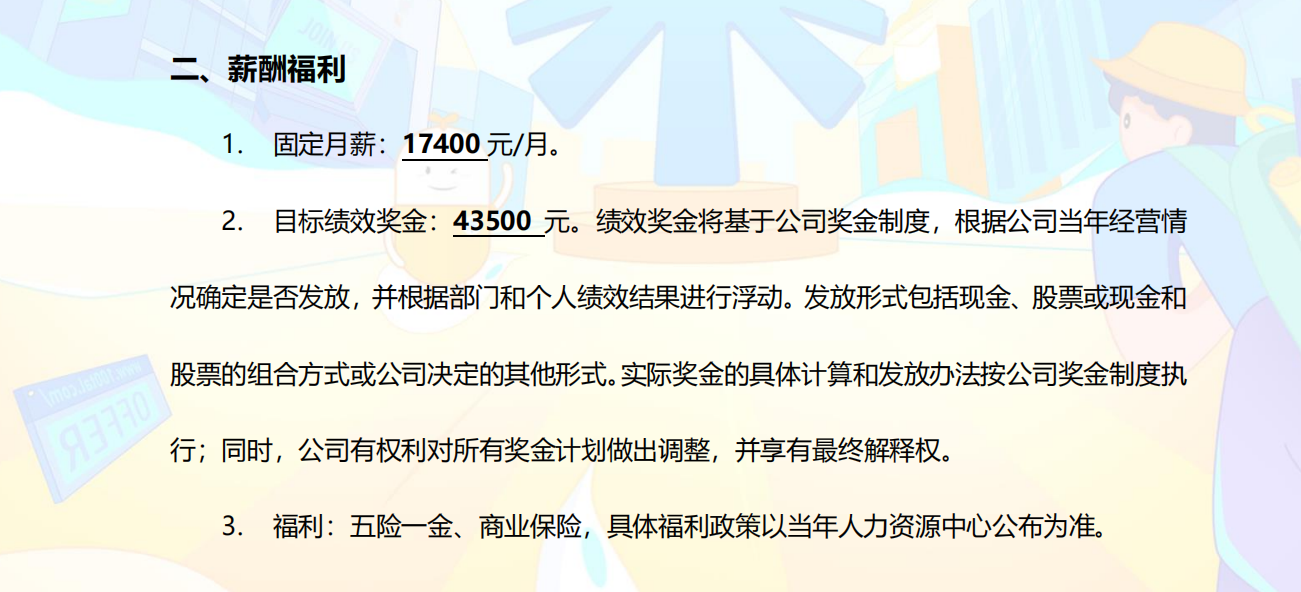 二、薪酬福利
1. 固定月薪：17400 元/月。
2. 目标绩效奖金：43500 元。绩效奖金将基于公司奖金制度，根据公司当年经营情
况确定是否发放，并根据部门和个人绩效结果进行浮动。发放形式包括现金、股票或现金和
股票的组合方式或公司决定的其他形式。实际奖金的具体计算和发放办法按公司奖金制度执
行；同时，公司有权利对所有奖金计划做出调整，并享有最终解释权。
www.100tal.com
OFFER
3. 福利：五险一金、商业保险，具体福利政策以当年人力资源中心公布为准。